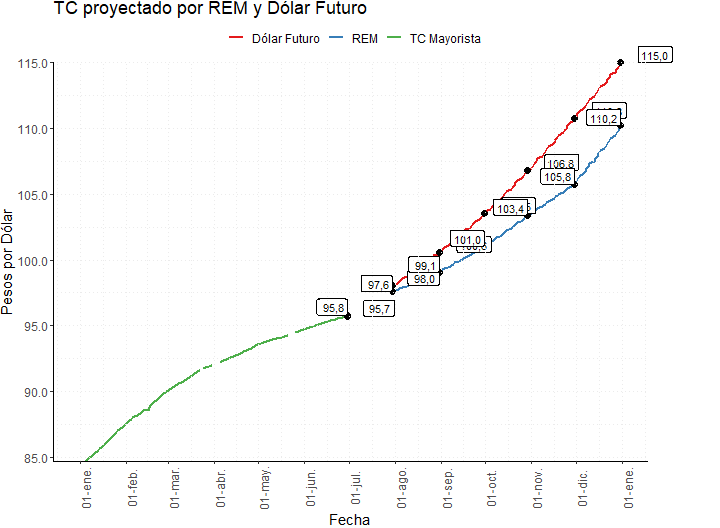 TC proyectado por REM y Dólar Futuro
Dólar Futuro REM TC Mayorista
115.0
110.0
105.0
100.0
95.0
90.0
85.0
Pesos por Dólar
115,0
110,2
106,8
105,8
103,4
101,0
99,1
98,0
97,6
95,8
95,7
01-ene.
01-feb.
01-mar.
01-abr.
01-may.
01-jun.
01-jul.
01-ago.
01-sep.
01-oct.
01-nov.
01-dic.
01-ene.
Fecha